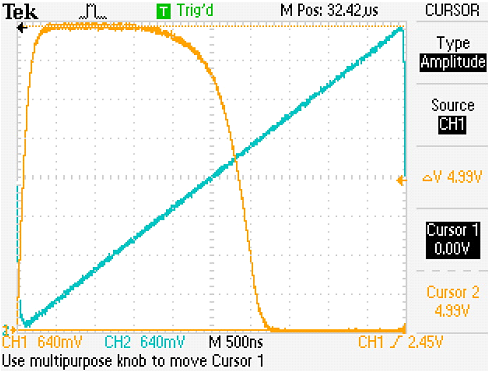 Tek T Trig'd M Pos: 32.42µs CURSOR
Type
Amplitude
Source
CH1
△V 4.99V
Cursor 1
0.00V
Cursor 2
4.99V
2
CH1 640mV CH2 640mV M 500ns CH1 / 2.45V
Use multipurpose knob to move Cursor 1